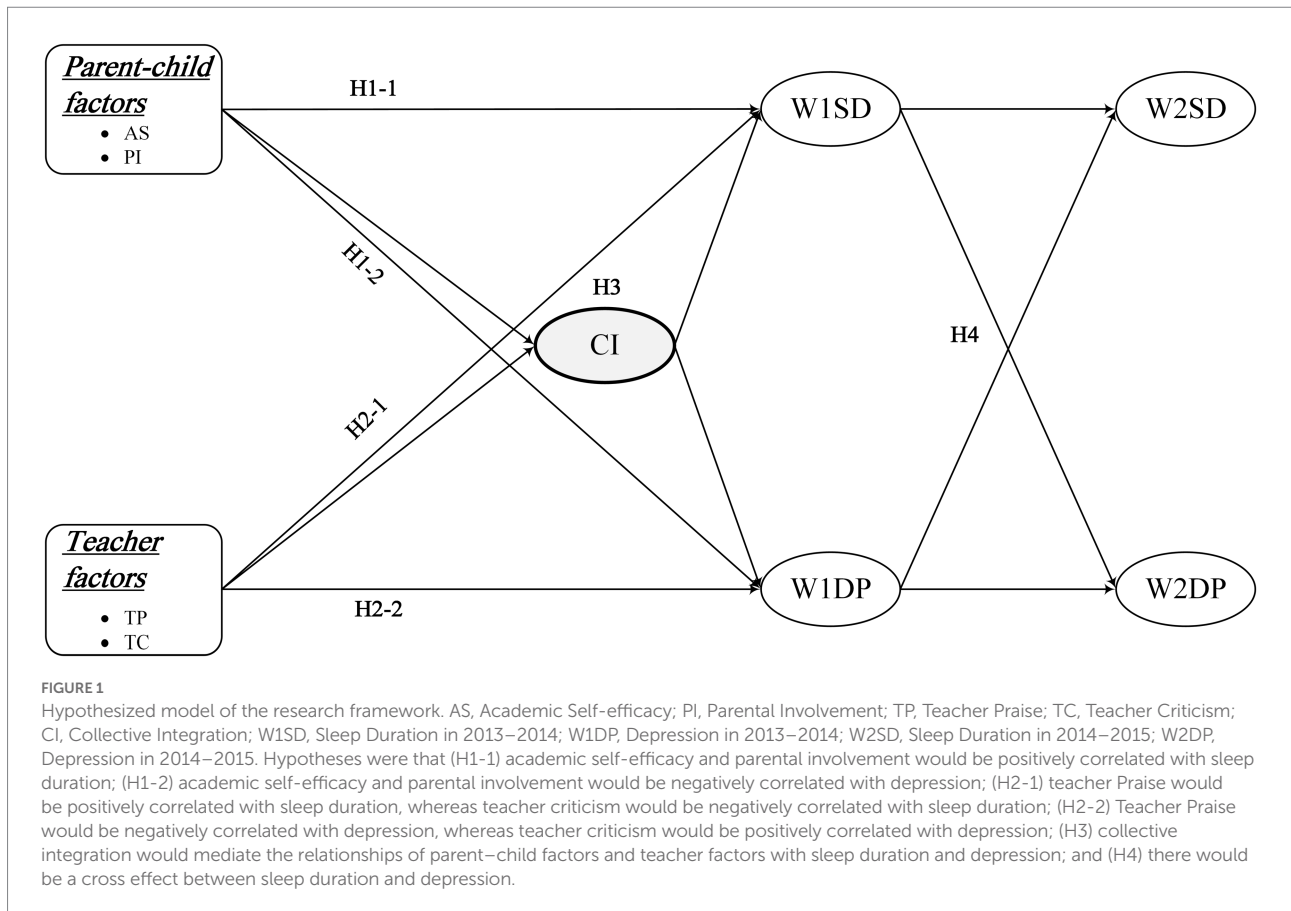 Parent-child
factors
• AS
• PI
H1-1
W1SD
W2SD
H1-2
H3
CI
H4
H2-1
Teacher
factors
• TP
• TC
H2-2
W1DP
W2DP
FIGURE 1
Hypothesized model of the research framework. AS, Academic Self-efficacy; PI, Parental Involvement; TP, Teacher Praise; TC, Teacher Criticism;
CI, Collective Integration; W1SD, Sleep Duration in 2013–2014; W1DP, Depression in 2013–2014; W2SD, Sleep Duration in 2014–2015; W2DP,
Depression in 2014–2015. Hypotheses were that (H1-1) academic self-efficacy and parental involvement would be positively correlated with sleep
duration; (H1-2) academic self-efficacy and parental involvement would be negatively correlated with depression; (H2-1) teacher Praise would
be positively correlated with sleep duration, whereas teacher criticism would be negatively correlated with sleep duration; (H2-2) Teacher Praise
would be negatively correlated with depression, whereas teacher criticism would be positively correlated with depression; (H3) collective
integration would mediate the relationships of parent–child factors and teacher factors with sleep duration and depression; and (H4) there would
be a cross effect between sleep duration and depression.